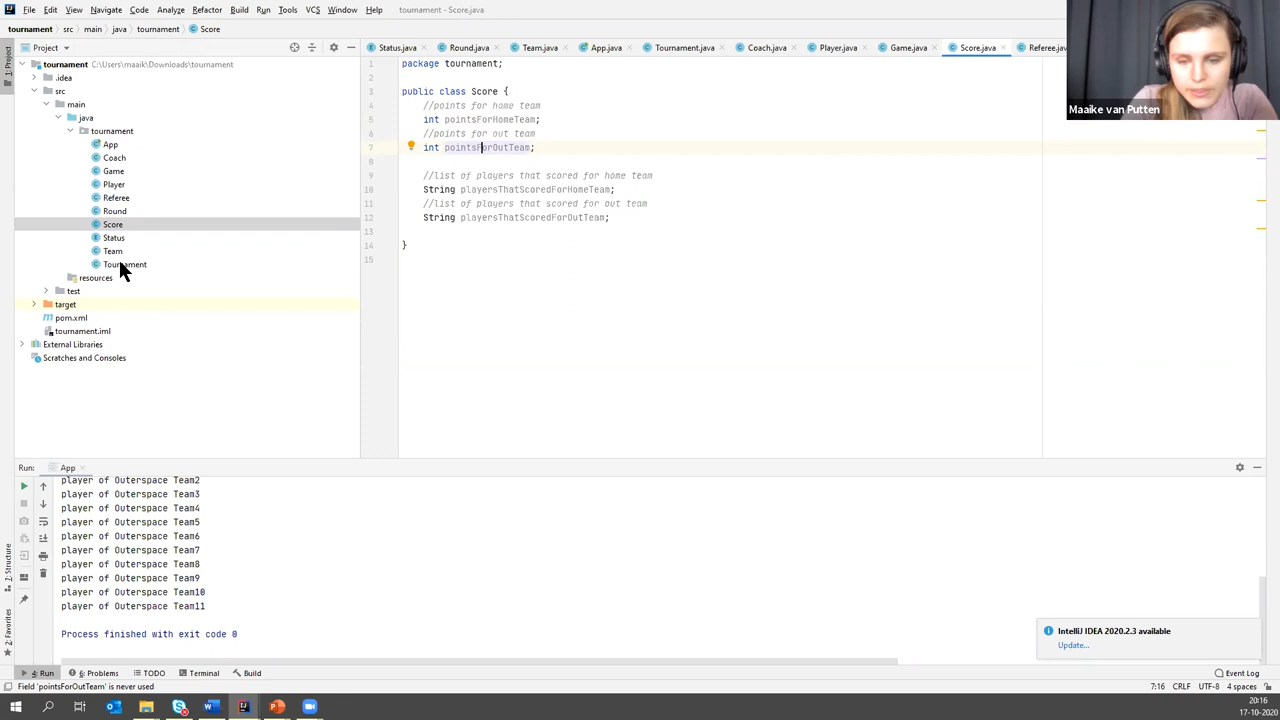 File Edit View Navigate Code Analyze Refactor Build Run Tools VCS Window Help tournament - Score.java
tournament src main java tournament Score
Project
Status.java Round.java Team.java App.java Tournament.java Coach.java Player.java Game.java Score.java Referee.java
1: Project
tournament C:\Users\maaik\Downloads\tournament
.idea
src
main
java
tournament
App
Coach
Game
Player
Referee
Round
Score
Status
Team
Tournament
resources
test
target
pom.xml
tournament.iml
External Libraries
Scratches and Consoles
1 package tournament;
2
3 public class Score {
4 //points for home team
5 int pointsForHomeTeam;
6 //points for out team
7 int pointsForOutTeam;
8
9 //list of players that scored for home team
10 String playersThatScoredForHomeTeam;
11 //list of players that scored for out team
12 String playersThatScoredForOutTeam;
13
14 }
15
Maaike van Putten
Run: App
player of Outerspace Team2
player of Outerspace Team3
player of Outerspace Team4
player of Outerspace Team5
player of Outerspace Team6
player of Outerspace Team7
player of Outerspace Team8
player of Outerspace Team9
player of Outerspace Team10
player of Outerspace Team11
Process finished with exit code 0
7: Structure
2: Favorites
IntelliJ IDEA 2020.2.3 available
Update...
4: Run 6: Problems TODO Terminal Build Event Log
Field 'pointsForOutTeam' is never used 7:16 CRLF UTF-8 4 spaces
20:16
17-10-2020